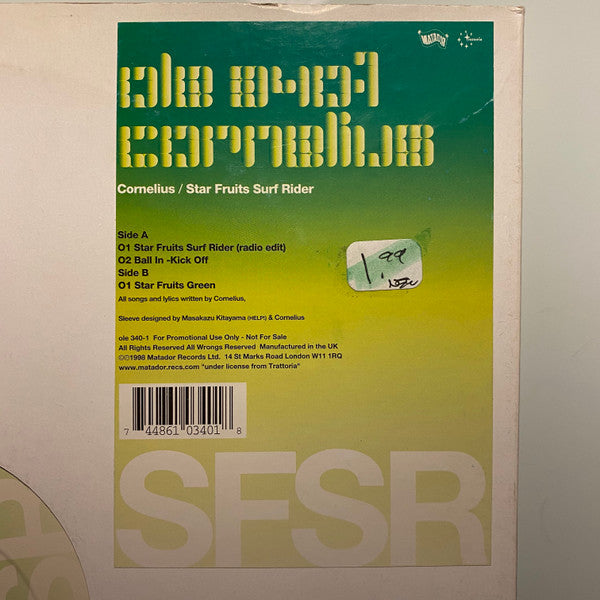 MATADOR
ole 340-1
cornelius
Cornelius / Star Fruits Surf Rider
Side A
01 Star Fruits Surf Rider (radio edit)
02 Ball In -Kick Off
Side B
01 Star Fruits Green
All songs and lyrics written by Cornelius,
1.99
Sleeve designed by Masakazu Kitayama (HELP!) & Cornelius
ole 340-1 For Promotional Use Only - Not For Sale
All Rights Reserved All Wrongs Reserved Manufactured in the UK
©℗1998 Matador Records Ltd. 14 St Marks Road London W11 1RQ
www.matador.recs.com "under license from Trattoria"
7 44861 03401 8
SFSR